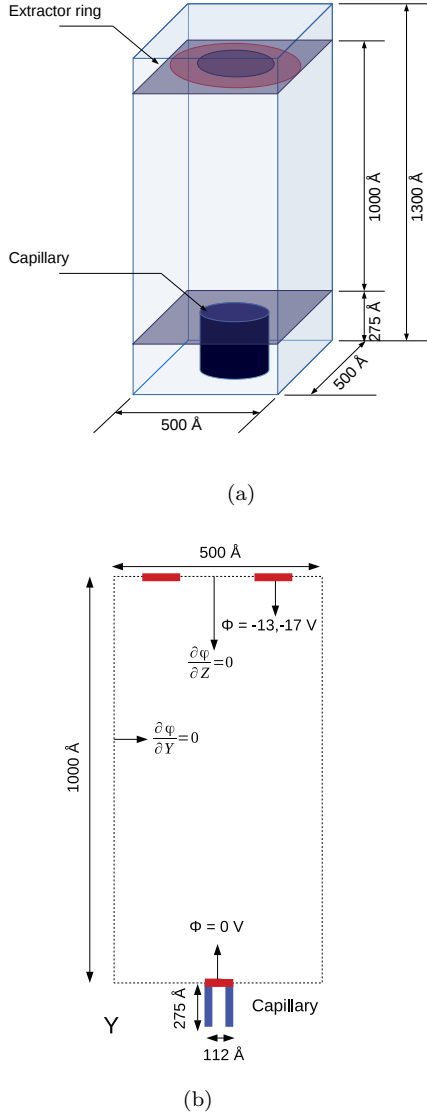 Extractor ring
1000 Å
1300 Å
Capillary
275 Å
500 Å
500 Å
(a)
500 Å
Φ = -13,-17 V
∂φ/∂Z=0
∂φ/∂Y=0
1000 Å
Φ = 0 V
275 Å
Capillary
Y
112 Å
(b)